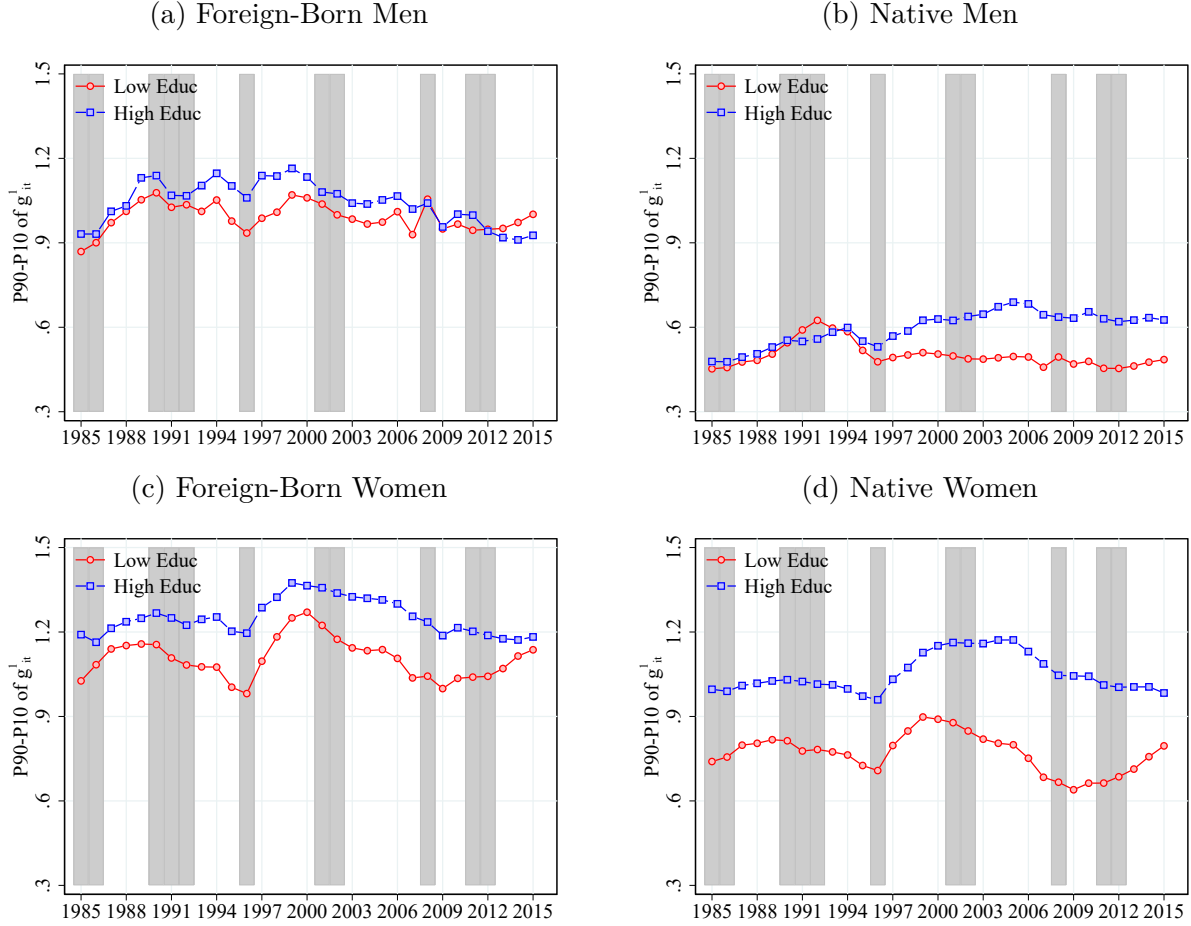 (a) Foreign-Born Men
1.5
1.2
.9
.6
.3
P90-P10 of g¹ᵢₜ
Low Educ
High Educ
1985 1988 1991 1994 1997 2000 2003 2006 2009 2012 2015
(b) Native Men
1.5
1.2
.9
.6
.3
P90-P10 of g¹ᵢₜ
Low Educ
High Educ
1985 1988 1991 1994 1997 2000 2003 2006 2009 2012 2015
(c) Foreign-Born Women
1.5
1.2
.9
.6
.3
P90-P10 of g¹ᵢₜ
Low Educ
High Educ
1985 1988 1991 1994 1997 2000 2003 2006 2009 2012 2015
(d) Native Women
1.5
1.2
.9
.6
.3
P90-P10 of g¹ᵢₜ
Low Educ
High Educ
1985 1988 1991 1994 1997 2000 2003 2006 2009 2012 2015